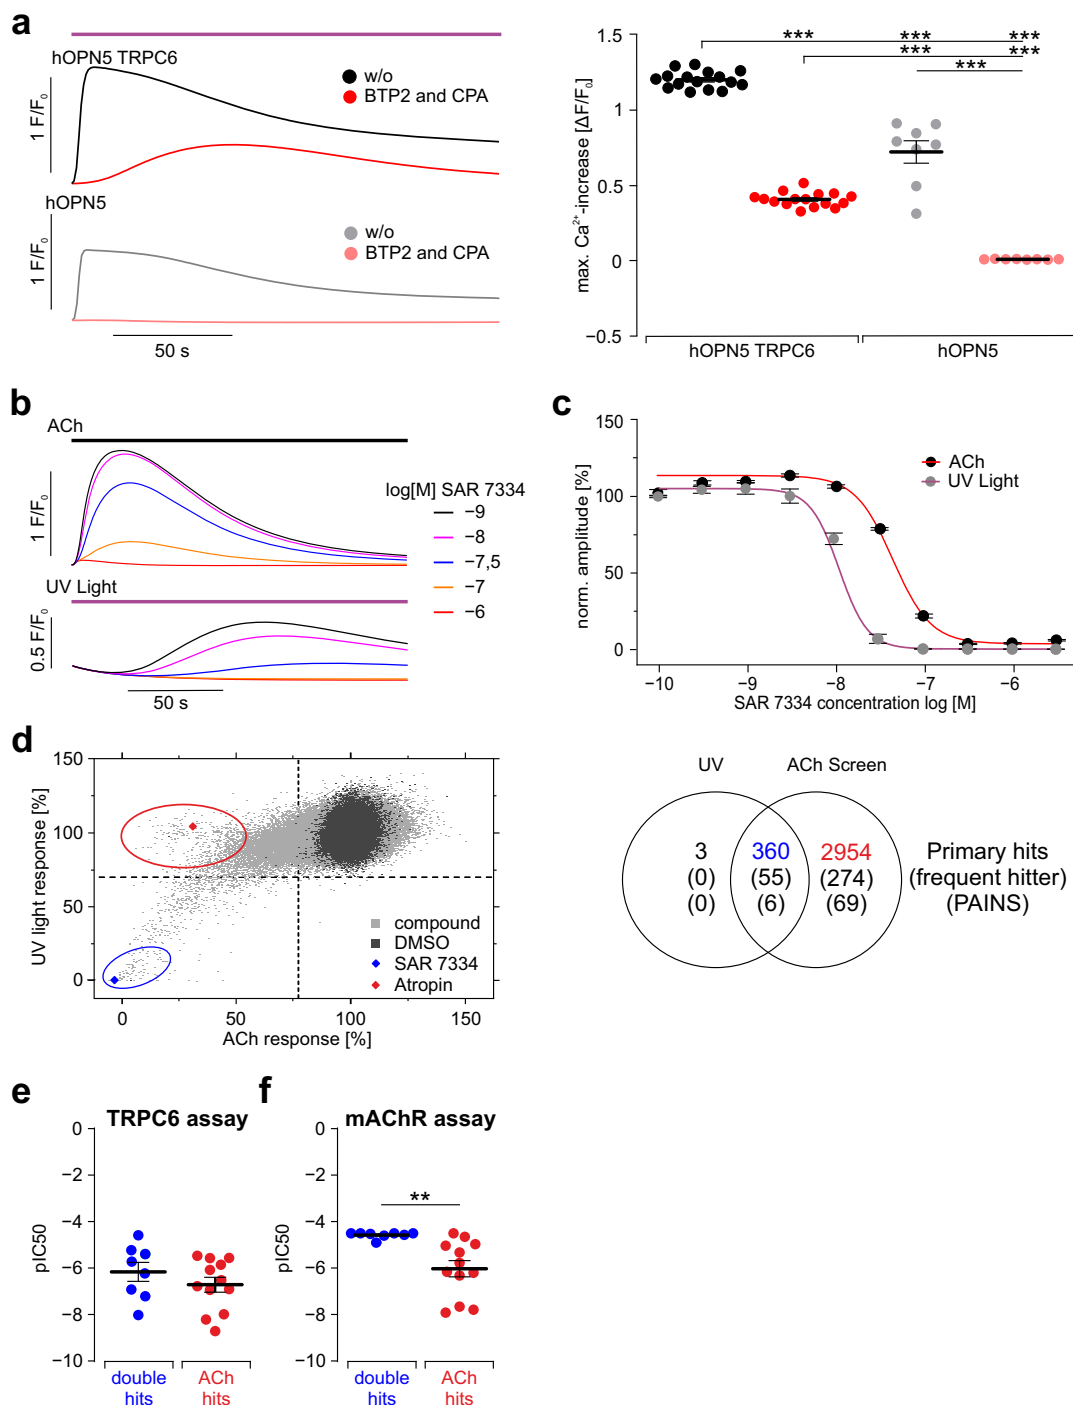 a
hOPN5 TRPC6
w/o
BTP2 and CPA
1 F/F0
hOPN5
w/o
BTP2 and CPA
1 F/F0
50 s
max. Ca2+-increase [ΔF/F0]
1.5
1
0.5
0
−0.5
*** *** ***
*** ***
***
hOPN5 TRPC6
hOPN5
b
ACh
1 F/F0
log[M] SAR 7334
−9
−8
−7,5
−7
−6
UV Light
0.5 F/F0
50 s
c
norm. amplitude [%]
150
100
50
0
ACh
UV Light
−10 −9 −8 −7 −6
SAR 7334 concentration log [M]
d
UV light response [%]
150
100
50
0
compound
DMSO
SAR 7334
Atropin
0 50 100 150
ACh response [%]
UV ACh Screen
3 360 2954 Primary hits
(0) (55) (274) (frequent hitter)
(0) (6) (69) (PAINS)
e
TRPC6 assay
pIC50
0
−2
−4
−6
−8
−10
double hits
ACh hits
f
mAChR assay
pIC50
0
−2
−4
−6
−8
−10
**
double hits
ACh hits